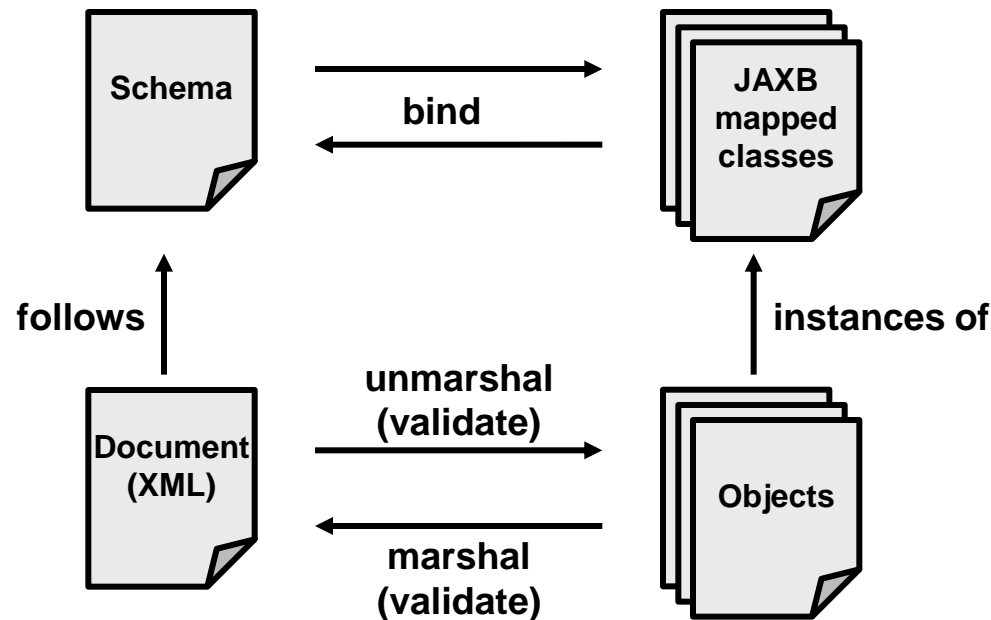 Schema
bind
JAXB
mapped
classes
follows
instances of
unmarshal
(validate)
Document
(XML)
Objects
marshal
(validate)